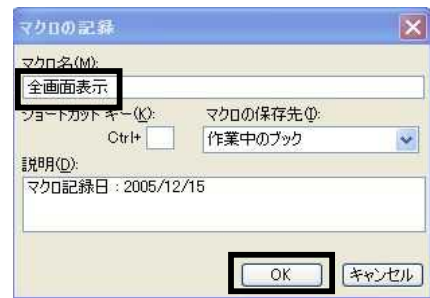 マクロの記録
マクロ名(M):
全画面表示
ショートカット キー(K):
マクロの保存先(I):
Ctrl+
作業中のブック
説明(D):
マクロ記録日 : 2005/12/15
OK
キャンセル